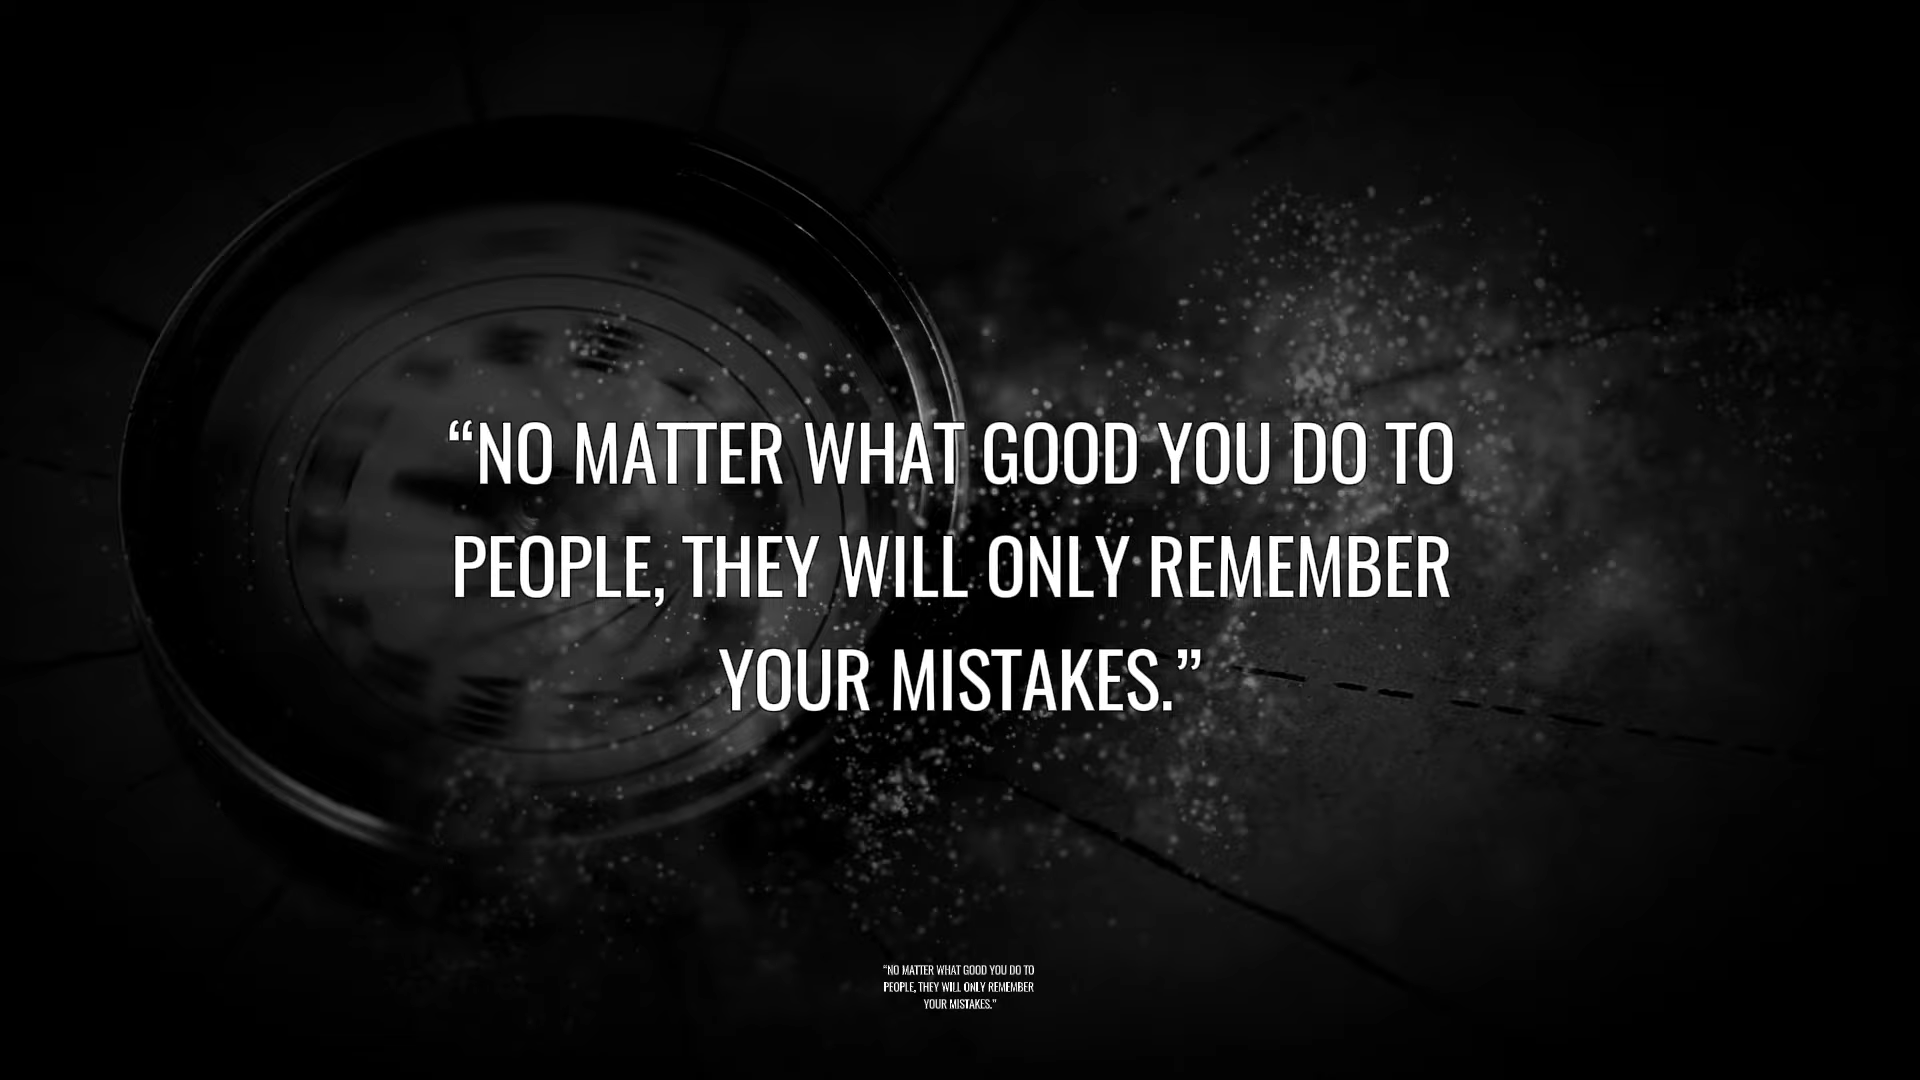 “NO MATTER WHAT GOOD YOU DO TO
PEOPLE, THEY WILL ONLY REMEMBER
YOUR MISTAKES.”
“NO MATTER WHAT GOOD YOU DO TO
PEOPLE, THEY WILL ONLY REMEMBER
YOUR MISTAKES.”